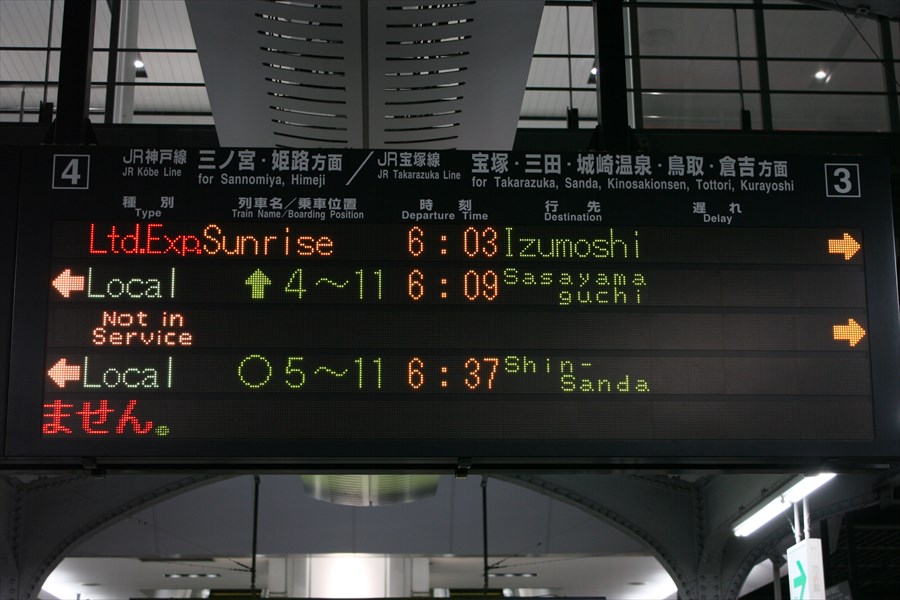 4 JR神戸線 三ノ宮・姫路方面 / JR宝塚線 宝塚・三田・城崎温泉・鳥取・倉吉方面 3
JR Kōbe Line for Sannomiya, Himeji JR Takarazuka Line for Takarazuka, Sanda, Kinosakionsen, Tottori, Kurayoshi
種別 列車名/乗車位置 時刻 行先 遅れ
Type Train Name/Boarding Position Departure Time Destination Delay
Ltd.Exp.Sunrise 6:03 Izumoshi →
← Local ↑ 4～11 6:09 Sasayama
guchi
Not in
Service →
← Local ○ 5～11 6:37 Shin-
Sanda
ません。